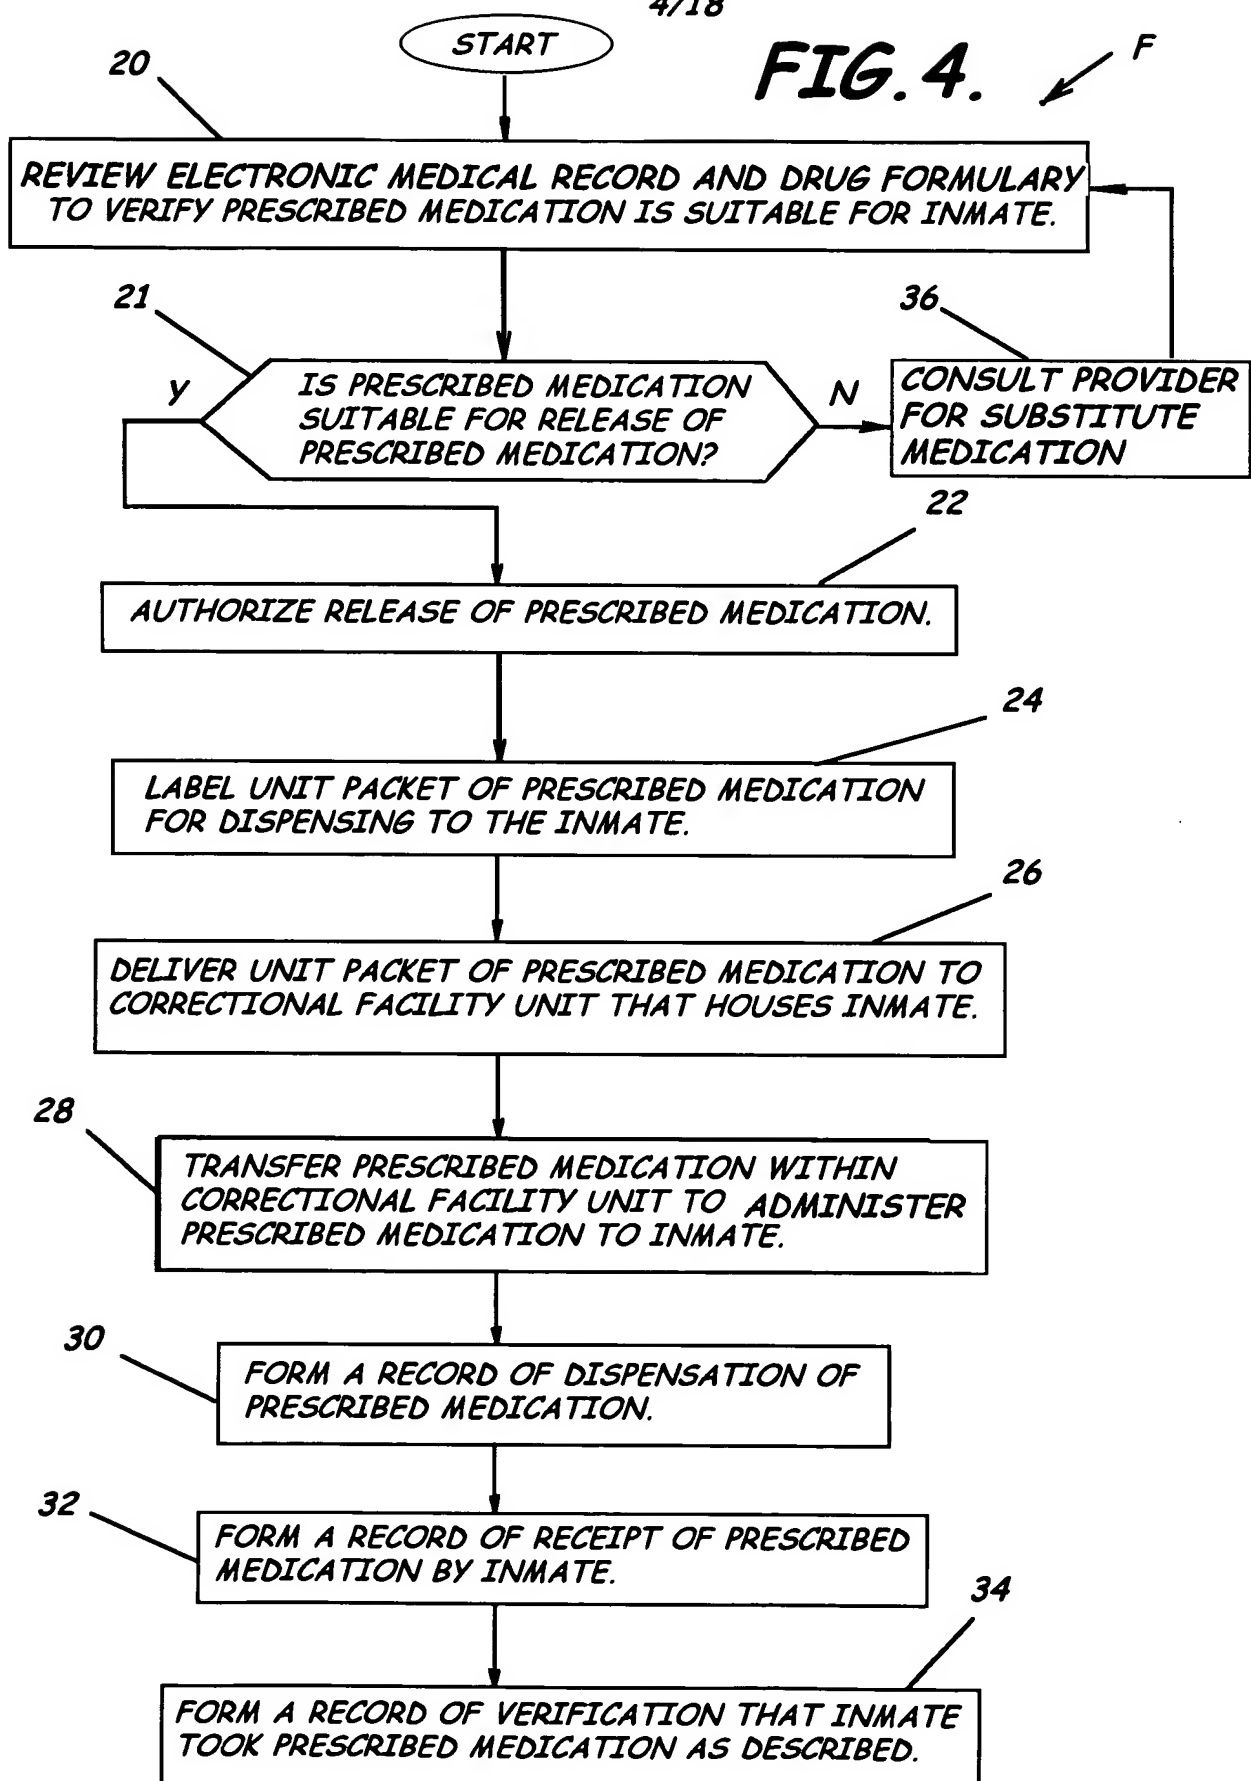 4/18
START
FIG. 4.
F
20
REVIEW ELECTRONIC MEDICAL RECORD AND DRUG FORMULARY
TO VERIFY PRESCRIBED MEDICATION IS SUITABLE FOR INMATE.
21
36
Y
IS PRESCRIBED MEDICATION
SUITABLE FOR RELEASE OF
PRESCRIBED MEDICATION?
N
CONSULT PROVIDER
FOR SUBSTITUTE
MEDICATION
22
AUTHORIZE RELEASE OF PRESCRIBED MEDICATION.
24
LABEL UNIT PACKET OF PRESCRIBED MEDICATION
FOR DISPENSING TO THE INMATE.
26
DELIVER UNIT PACKET OF PRESCRIBED MEDICATION TO
CORRECTIONAL FACILITY UNIT THAT HOUSES INMATE.
28
TRANSFER PRESCRIBED MEDICATION WITHIN
CORRECTIONAL FACILITY UNIT TO ADMINISTER
PRESCRIBED MEDICATION TO INMATE.
30
FORM A RECORD OF DISPENSATION OF
PRESCRIBED MEDICATION.
32
FORM A RECORD OF RECEIPT OF PRESCRIBED
MEDICATION BY INMATE.
34
FORM A RECORD OF VERIFICATION THAT INMATE
TOOK PRESCRIBED MEDICATION AS DESCRIBED.